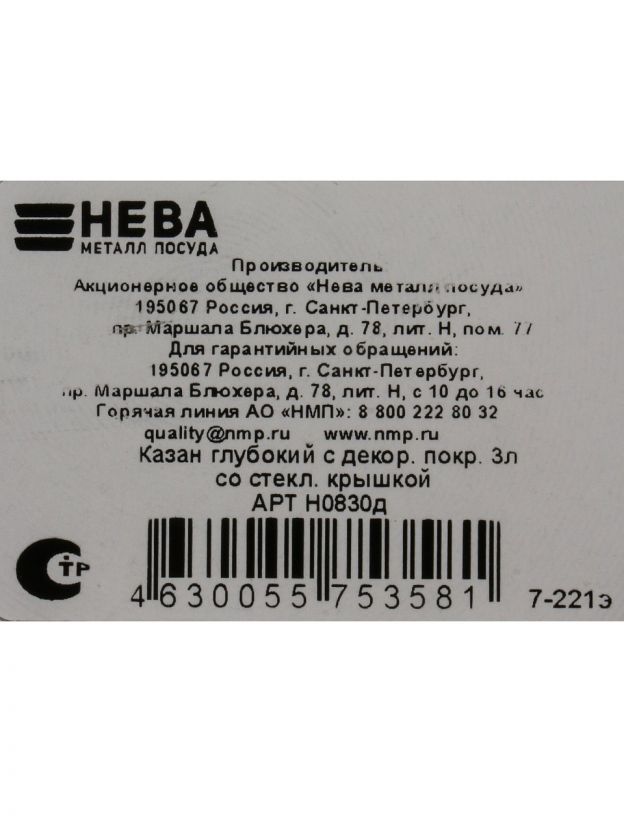 НЕВА
МЕТАЛЛ ПОСУДА
Производитель
Акционерное общество «Нева металл посуда»
195067 Россия, г. Санкт-Петербург,
пр. Маршала Блюхера, д. 78, лит. Н, пом. 77
Для гарантийных обращений:
195067 Россия, г. Санкт-Петербург,
пр. Маршала Блюхера, д. 78, лит. Н, с 10 до 16 час
Горячая линия АО «НМП»: 8 800 222 80 32
quality@nmp.ru www.nmp.ru
Казан глубокий с декор. покр. 3л
со стекл. крышкой
АРТ Н0830д
СТР
4 630055 753581
7-221э